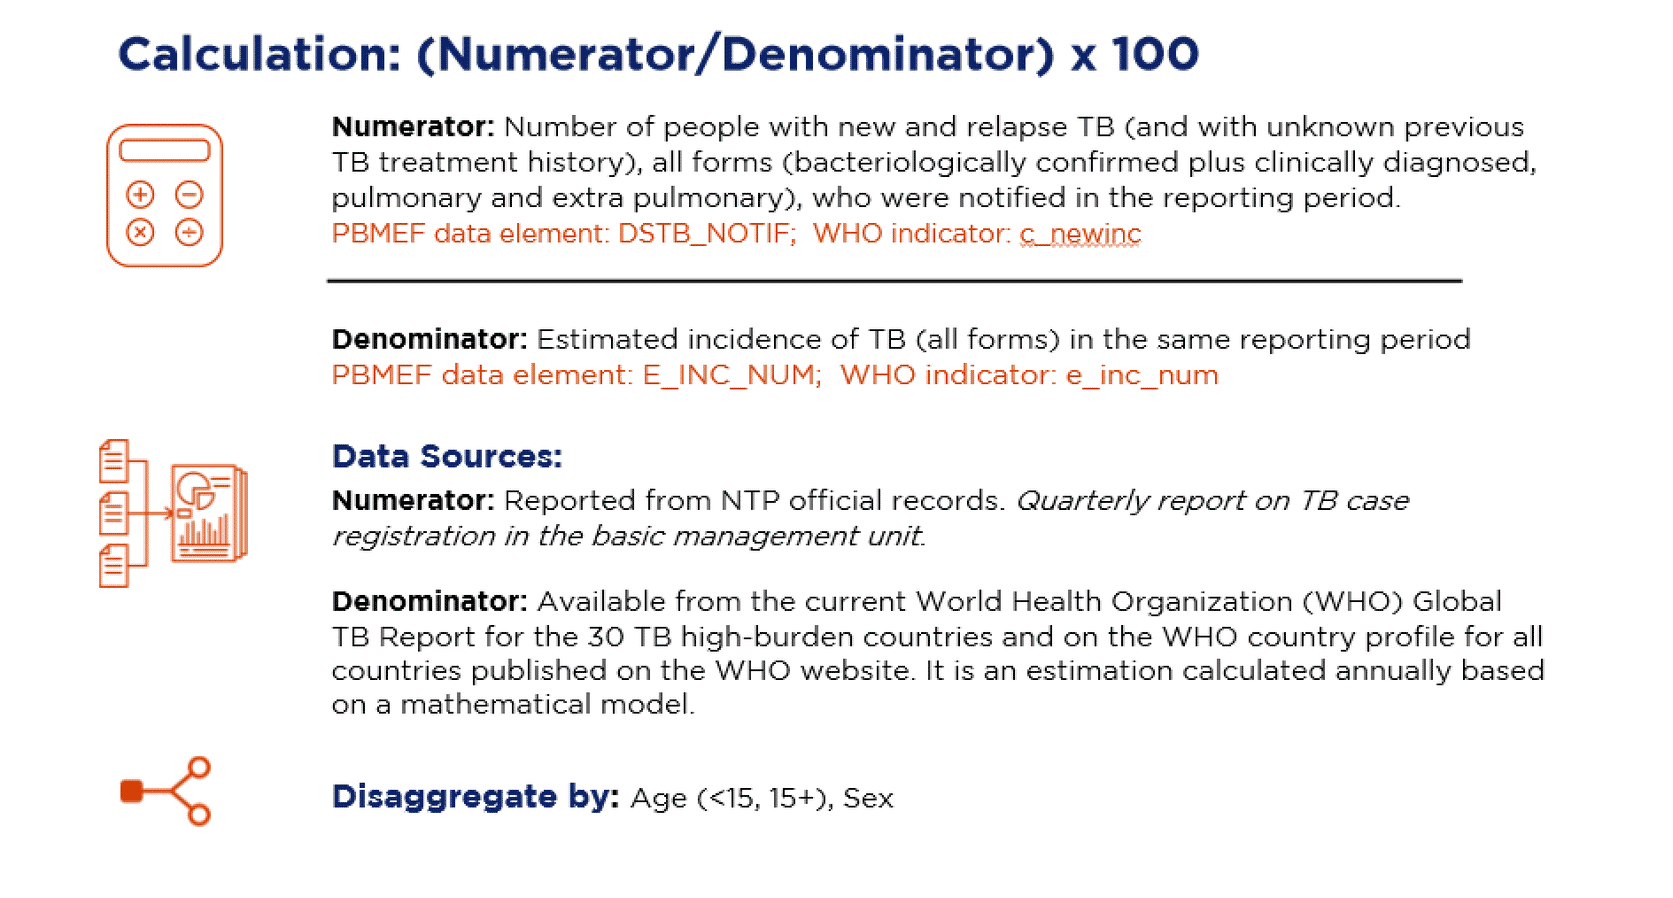 Calculation: (Numerator/Denominator) x 100
Numerator: Number of people with new and relapse TB (and with unknown previous
TB treatment history), all forms (bacteriologically confirmed plus clinically diagnosed,
pulmonary and extra pulmonary), who were notified in the reporting period.
PBMEF data element: DSTB_NOTIF;  WHO indicator: c_newinc
Denominator: Estimated incidence of TB (all forms) in the same reporting period
PBMEF data element: E_INC_NUM;  WHO indicator: e_inc_num
Data Sources:
Numerator: Reported from NTP official records. Quarterly report on TB case
registration in the basic management unit.
Denominator: Available from the current World Health Organization (WHO) Global
TB Report for the 30 TB high-burden countries and on the WHO country profile for all
countries published on the WHO website. It is an estimation calculated annually based
on a mathematical model.
Disaggregate by: Age (<15, 15+), Sex